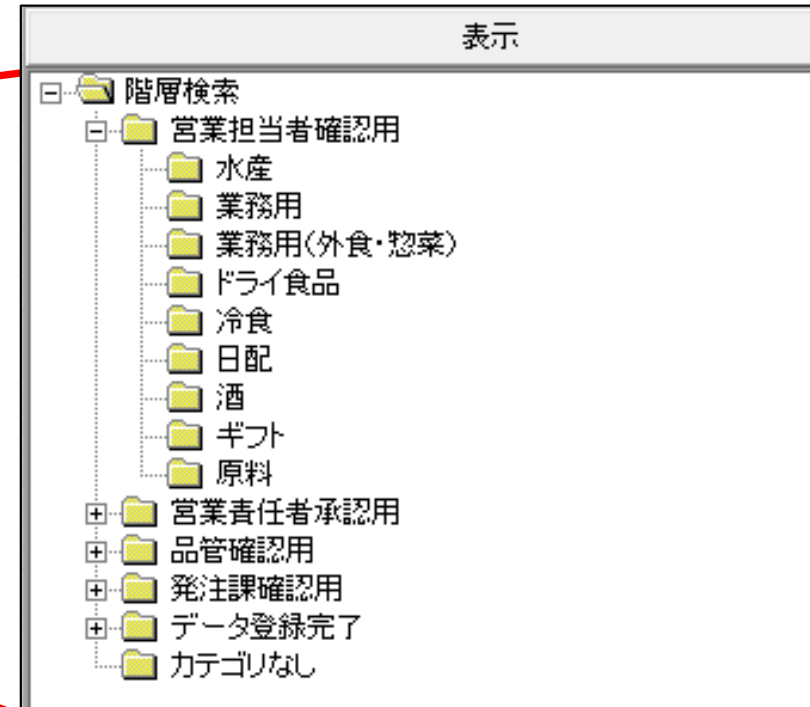 表示
階層検索
営業担当者確認用
水産
業務用
業務用(外食・惣菜)
ドライ食品
冷食
日配
酒
ギフト
原料
営業責任者承認用
品管確認用
発注課確認用
データ登録完了
カテゴリなし